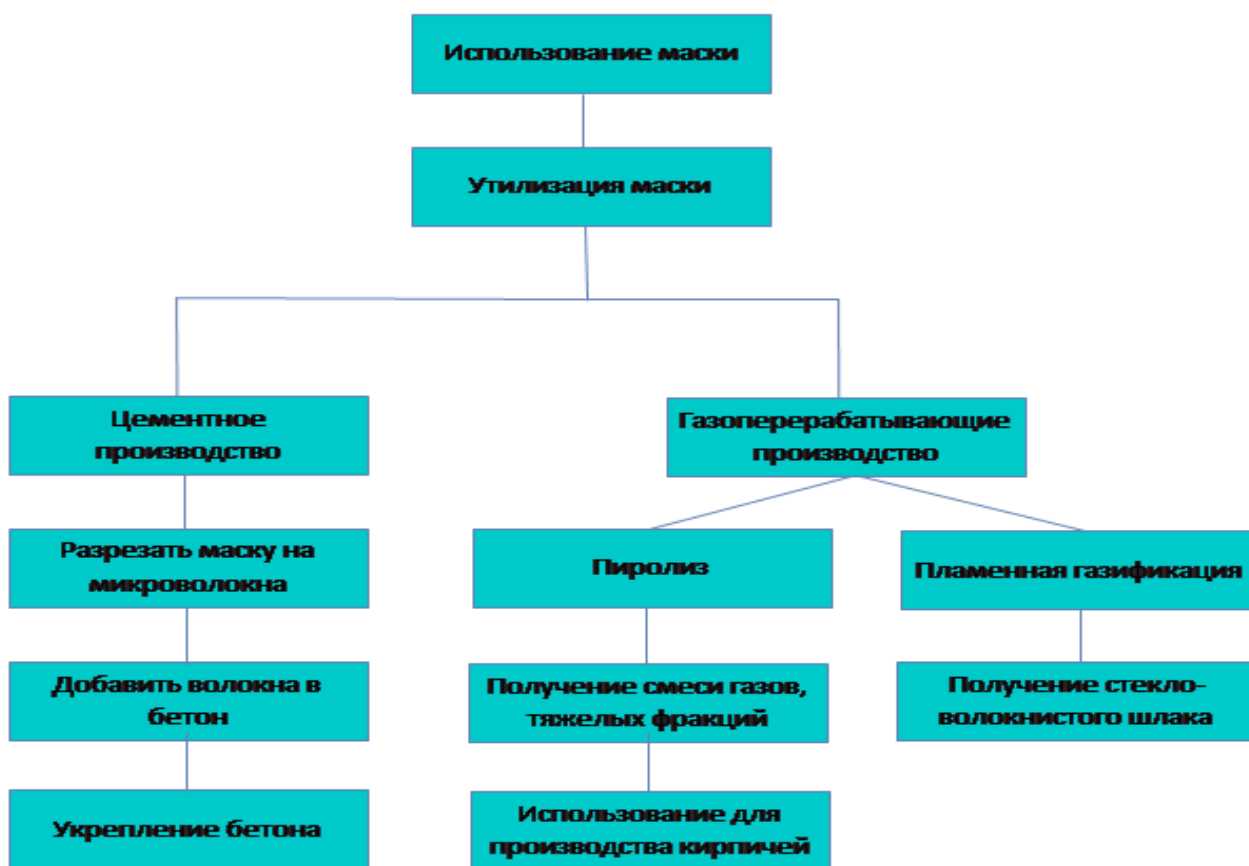 Использование маски
Утилизация маски
Цементное
производство
Газоперерабатывающие
производство
Разрезать маску на
микроволокна
Пиролиз
Пламенная газификация
Добавить волокна в
бетон
Получение смеси газов,
тяжелых фракций
Получение стекло-
волокнистого шлака
Укрепление бетона
Использование для
производства кирпичей